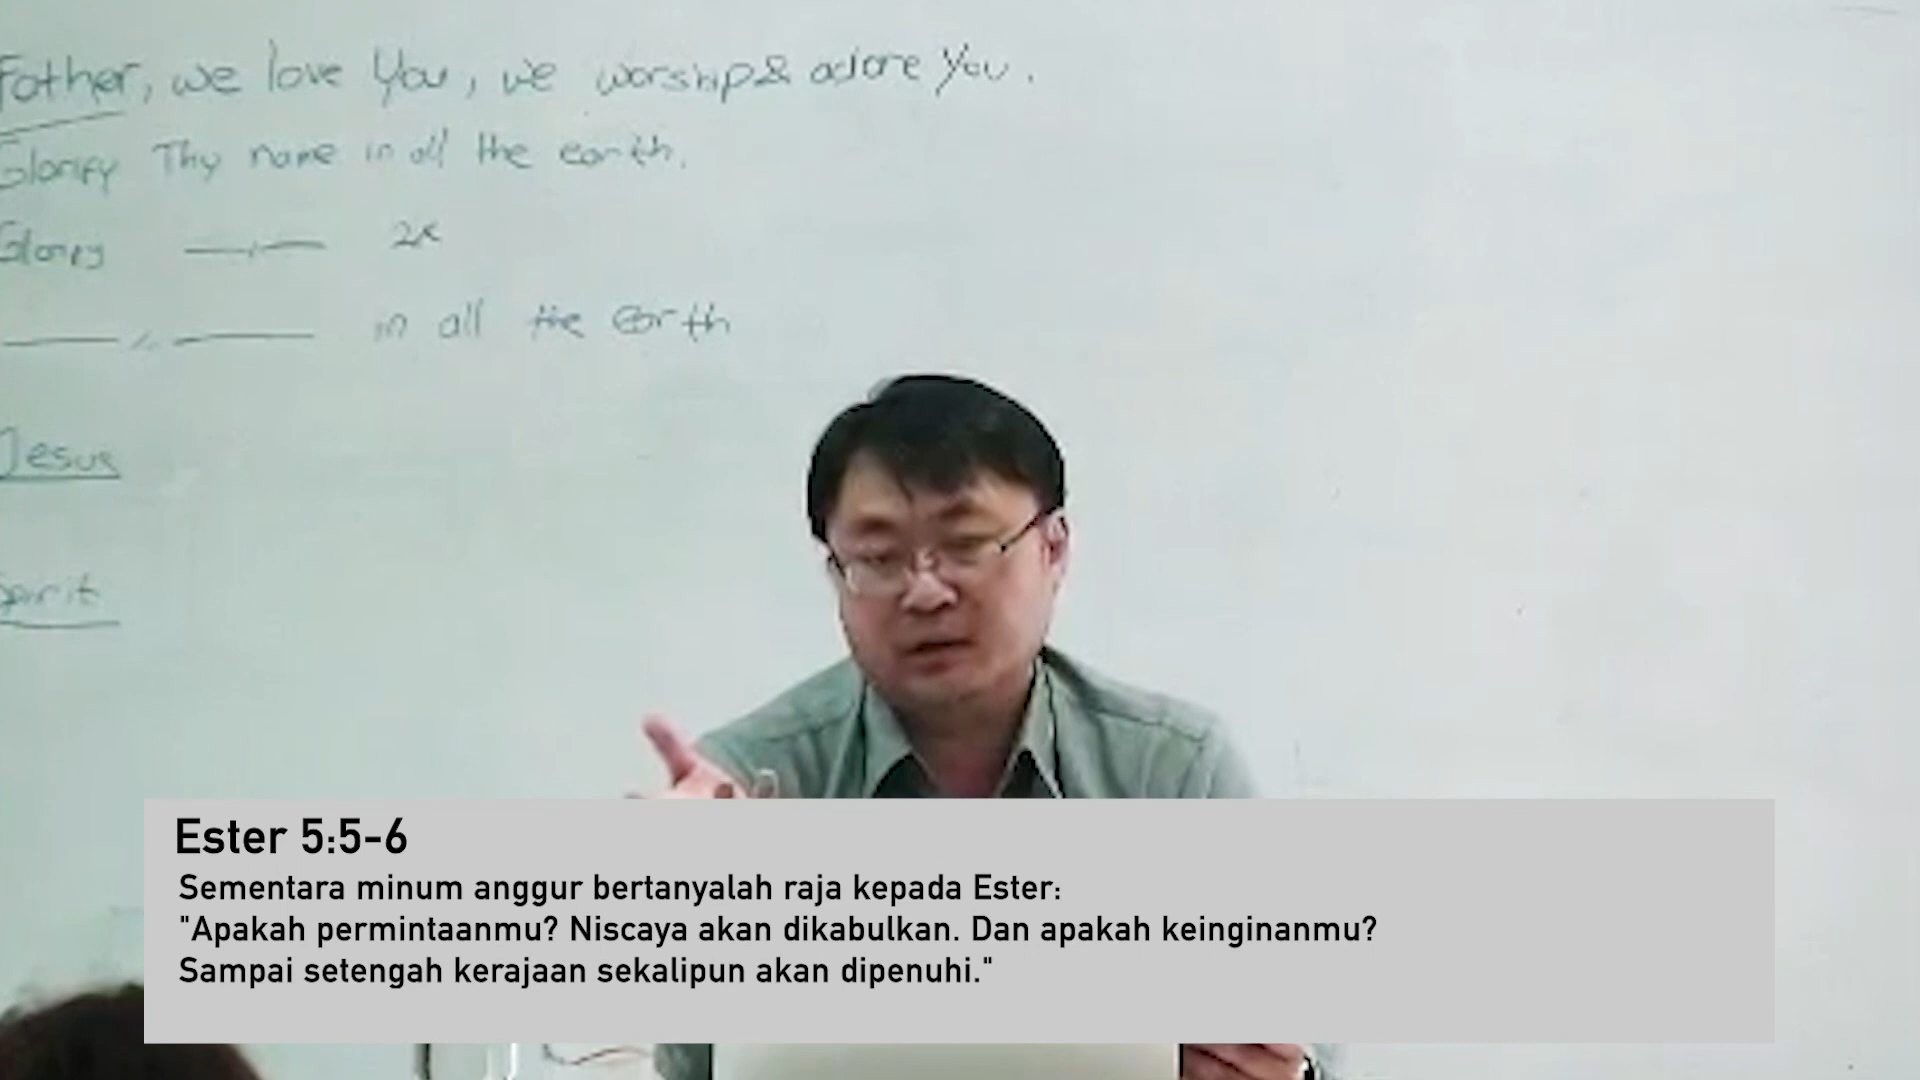 Father, we love You, we worship & adore You.
Glorify Thy name in all the earth.
Glorify 2x
in all the earth
Jesus
Spirit
Ester 5:5-6
Sementara minum anggur bertanyalah raja kepada Ester:
"Apakah permintaanmu? Niscaya akan dikabulkan. Dan apakah keinginanmu?
Sampai setengah kerajaan sekalipun akan dipenuhi."